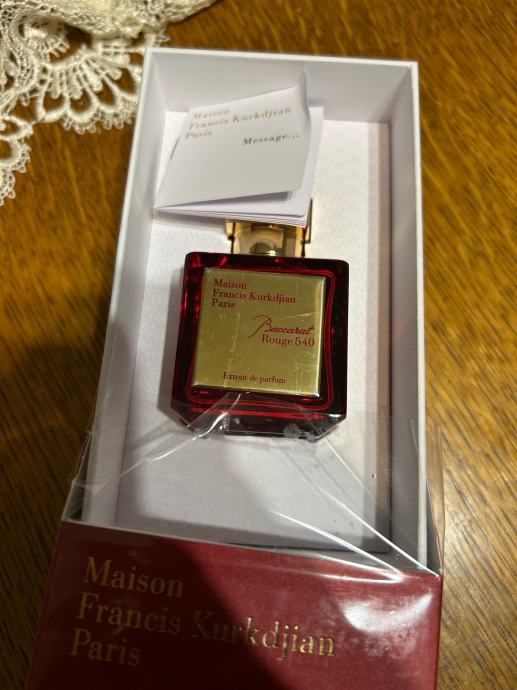 Maison
Francis Kurkdjian
Paris
Message...
Maison
Francis Kurkdjian
Paris
Baccarat
Rouge 540
Extrait de parfum
Maison
Francis Kurkdjian
Paris